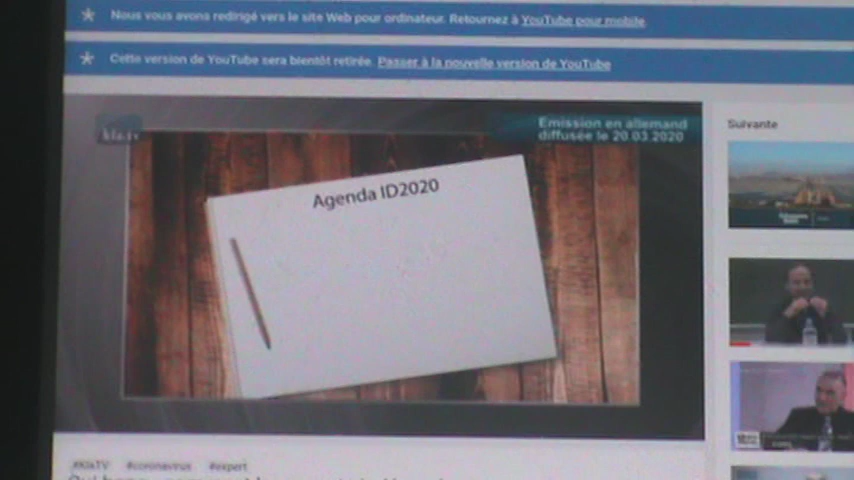 Nous vous avons redirigé vers le site Web pour ordinateur. Retournez à YouTube pour mobile.
Cette version de YouTube sera bientôt retirée. Passer à la nouvelle version de YouTube
kla.tv
Emission en allemand
diffusée le 20.03.2020
Suivante
Agenda ID2020
#KlaTV #coronavirus #expert